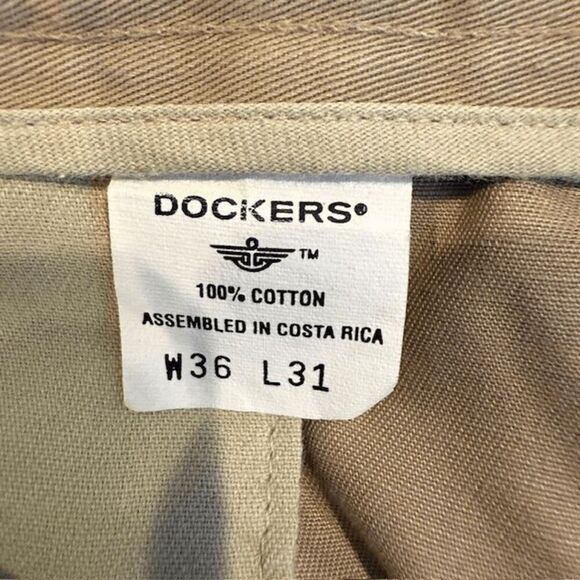 DOCKERS®
™
100% COTTON
ASSEMBLED IN COSTA RICA
W36 L31